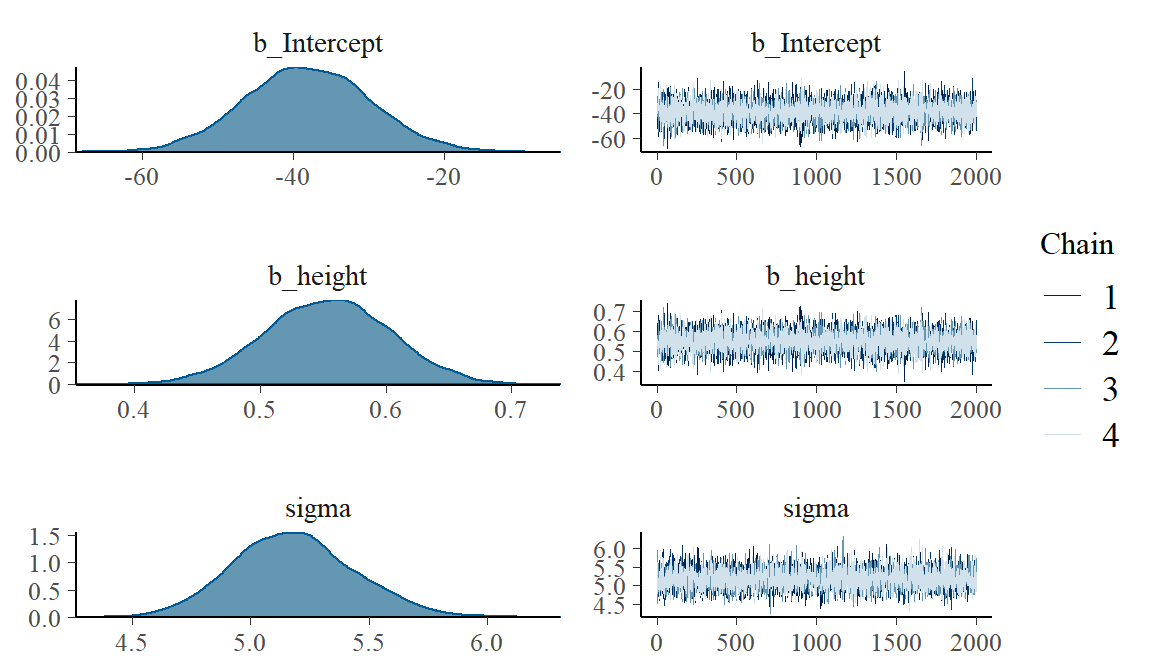 b_Intercept
0.04
0.03
0.02
0.01
0.00
-60 -40 -20
b_Intercept
-20
-40
-60
0 500 1000 1500 2000
b_height
6
4
2
0
0.4 0.5 0.6 0.7
b_height
0.7
0.6
0.5
0.4
0 500 1000 1500 2000
sigma
1.5
1.0
0.5
0.0
4.5 5.0 5.5 6.0
sigma
6.0
5.5
5.0
4.5
0 500 1000 1500 2000
Chain
1
2
3
4